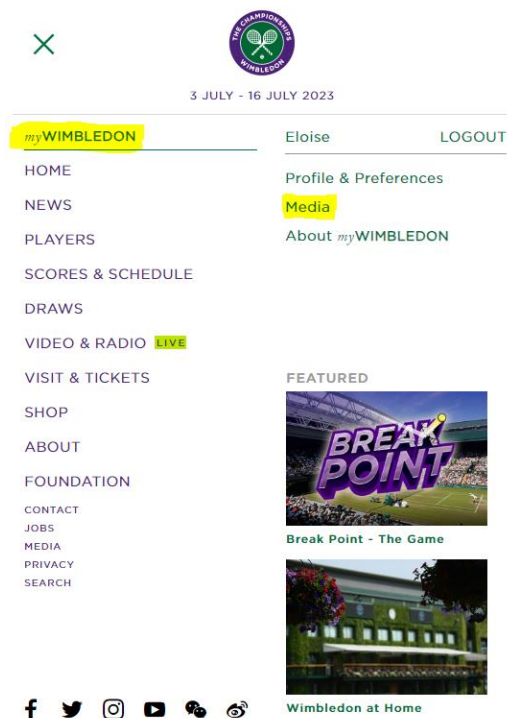 THE CHAMPIONSHIPS
WIMBLEDON
3 JULY - 16 JULY 2023
myWIMBLEDON
HOME
NEWS
PLAYERS
SCORES & SCHEDULE
DRAWS
VIDEO & RADIO LIVE
VISIT & TICKETS
SHOP
ABOUT
FOUNDATION
CONTACT
JOBS
MEDIA
PRIVACY
SEARCH
Eloise LOGOUT
Profile & Preferences
Media
About myWIMBLEDON
FEATURED
BREAK
POINT
Break Point - The Game
Wimbledon at Home